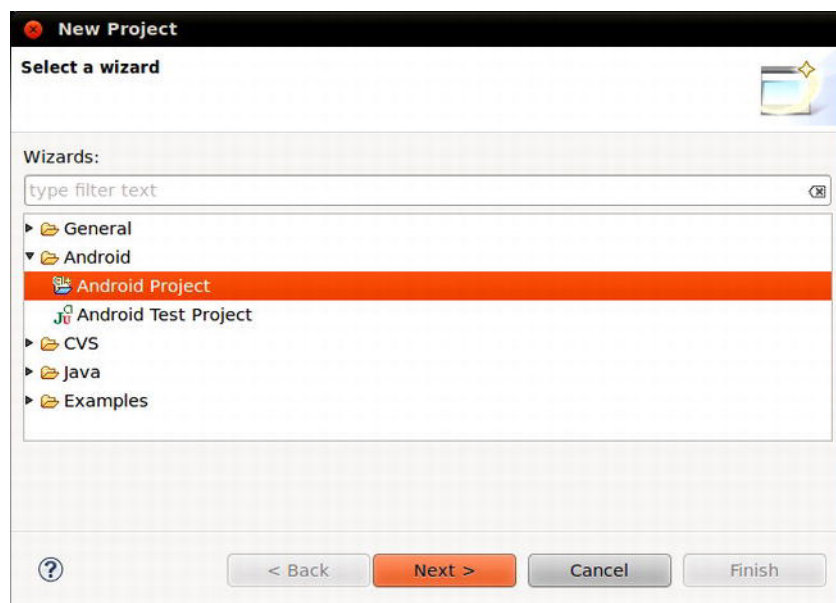 New Project
Select a wizard
Wizards:
type filter text
General
Android
Android Project
Android Test Project
CVS
Java
Examples
< Back Next > Cancel Finish